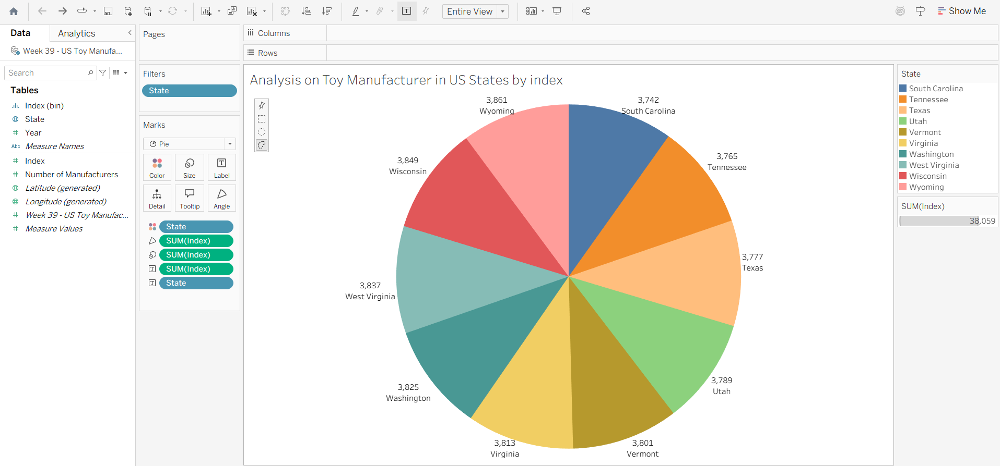 Entire View
Show Me
Data
Analytics
Week 39 - US Toy Manufa...
Search
Tables
Index (bin)
State
Year
Abc
Measure Names
Index
Number of Manufacturers
Latitude (generated)
Longitude (generated)
Week 39 - US Toy Manufac...
Measure Values
Pages
Filters
State
Marks
Pie
Color
Size
Label
Detail
Tooltip
Angle
State
SUM(Index)
SUM(Index)
SUM(Index)
State
Columns
Rows
Analysis on Toy Manufacturer in US States by index
3,861
Wyoming
3,742
South Carolina
3,765
Tennessee
3,849
Wisconsin
3,777
Texas
3,837
West Virginia
3,789
Utah
3,825
Washington
3,813
Virginia
3,801
Vermont
State
South Carolina
Tennessee
Texas
Utah
Vermont
Virginia
Washington
West Virginia
Wisconsin
Wyoming
SUM(Index)
38,059